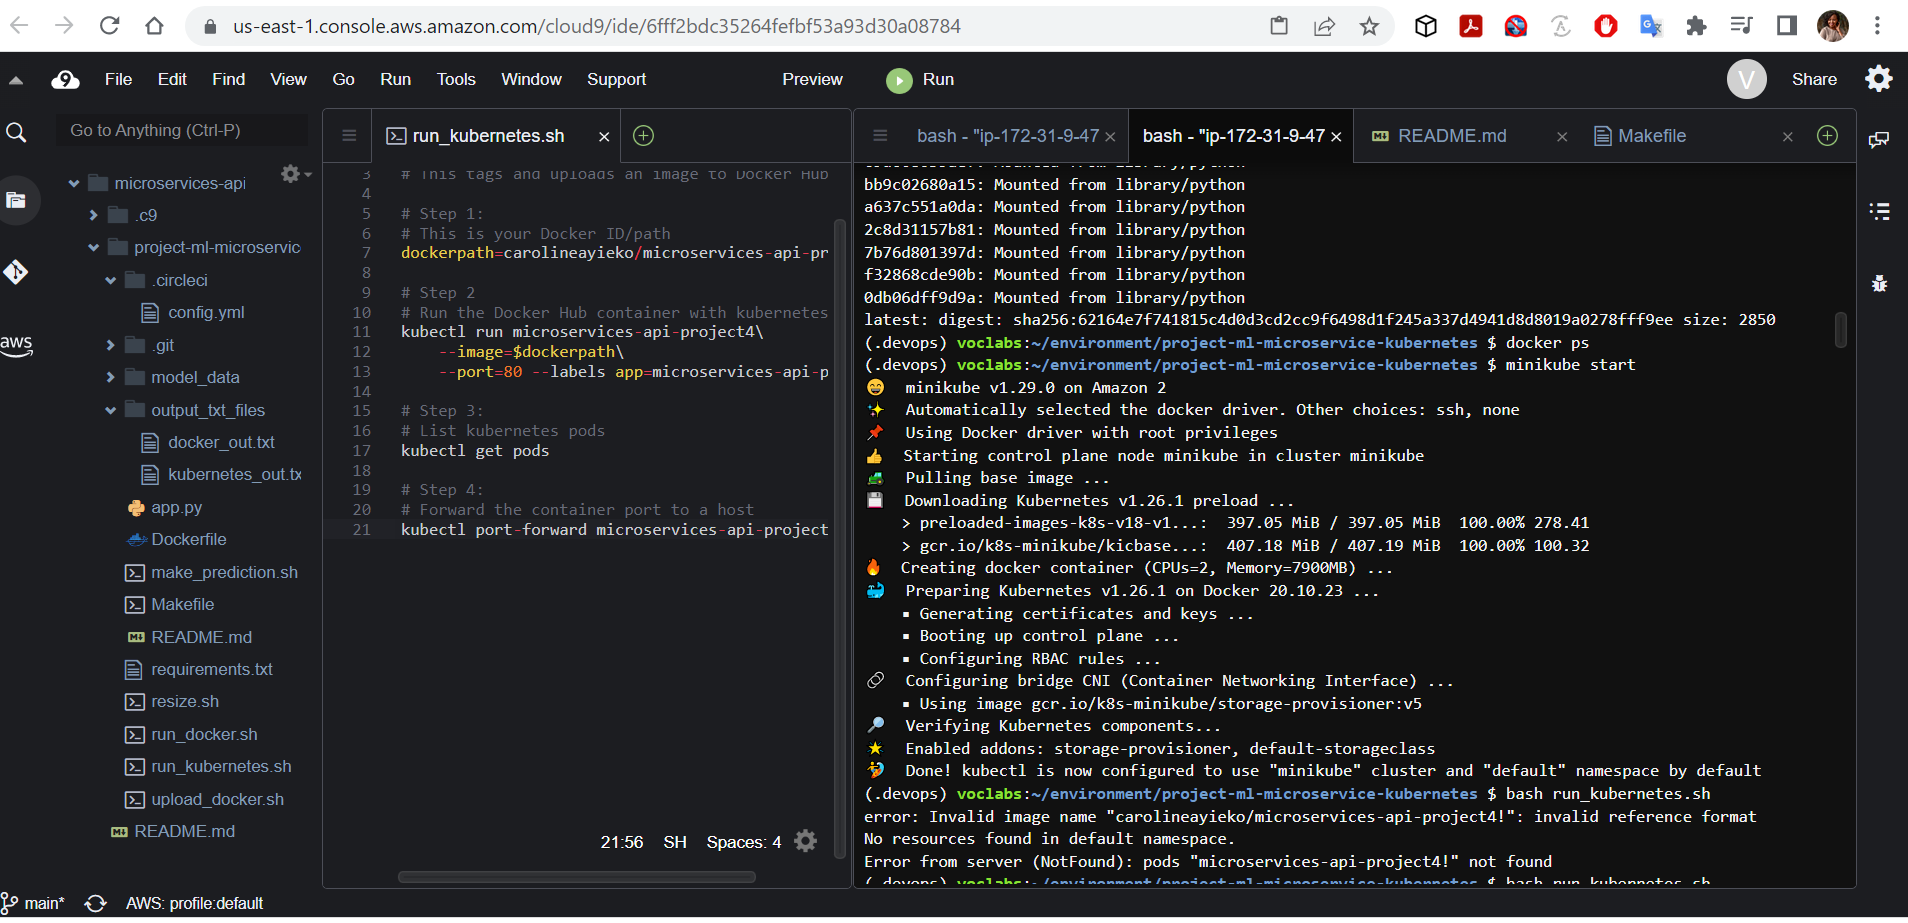 us-east-1.console.aws.amazon.com/cloud9/ide/6fff2bdc35264fefbf53a93d30a08784
9 File Edit Find View Go Run Tools Window Support Preview Run V Share
Go to Anything (Ctrl-P)
microservices-api
.c9
project-ml-microservic
.circleci
config.yml
.git
model_data
output_txt_files
docker_out.txt
kubernetes_out.tx
app.py
Dockerfile
make_prediction.sh
Makefile
README.md
requirements.txt
resize.sh
run_docker.sh
run_kubernetes.sh
upload_docker.sh
README.md
aws
run_kubernetes.sh
3 # This tags and uploads an image to Docker Hub
4
5 # Step 1:
6 # This is your Docker ID/path
7 dockerpath=carolineayieko/microservices-api-pr
8
9 # Step 2
10 # Run the Docker Hub container with kubernetes
11 kubectl run microservices-api-project4\
12 --image=$dockerpath\
13 --port=80 --labels app=microservices-api-p
14
15 # Step 3:
16 # List kubernetes pods
17 kubectl get pods
18
19 # Step 4:
20 # Forward the container port to a host
21 kubectl port-forward microservices-api-project
21:56 SH Spaces: 4
bash - "ip-172-31-9-47 bash - "ip-172-31-9-47 README.md Makefile
bb9c02680a15: Mounted from library/python
a637c551a0da: Mounted from library/python
2c8d31157b81: Mounted from library/python
7b76d801397d: Mounted from library/python
f32868cde90b: Mounted from library/python
0db06dff9d9a: Mounted from library/python
latest: digest: sha256:62164e7f741815c4d0d3cd2cc9f6498d1f245a337d4941d8d8019a0278fff9ee size: 2850
(.devops) voclabs:~/environment/project-ml-microservice-kubernetes $ docker ps
(.devops) voclabs:~/environment/project-ml-microservice-kubernetes $ minikube start
😄 minikube v1.29.0 on Amazon 2
✨ Automatically selected the docker driver. Other choices: ssh, none
📌 Using Docker driver with root privileges
👍 Starting control plane node minikube in cluster minikube
🚜 Pulling base image ...
💾 Downloading Kubernetes v1.26.1 preload ...
> preloaded-images-k8s-v18-v1...: 397.05 MiB / 397.05 MiB 100.00% 278.41
> gcr.io/k8s-minikube/kicbase...: 407.18 MiB / 407.19 MiB 100.00% 100.32
🔥 Creating docker container (CPUs=2, Memory=7900MB) ...
🐳 Preparing Kubernetes v1.26.1 on Docker 20.10.23 ...
▪ Generating certificates and keys ...
▪ Booting up control plane ...
▪ Configuring RBAC rules ...
🔗 Configuring bridge CNI (Container Networking Interface) ...
▪ Using image gcr.io/k8s-minikube/storage-provisioner:v5
🔎 Verifying Kubernetes components...
🌟 Enabled addons: storage-provisioner, default-storageclass
🏄 Done! kubectl is now configured to use "minikube" cluster and "default" namespace by default
(.devops) voclabs:~/environment/project-ml-microservice-kubernetes $ bash run_kubernetes.sh
error: Invalid image name "carolineayieko/microservices-api-project4!": invalid reference format
No resources found in default namespace.
Error from server (NotFound): pods "microservices-api-project4!" not found
(.devops) voclabs:~/environment/project-ml-microservice-kubernetes $ bash run_kubernetes.sh
main* AWS: profile:default